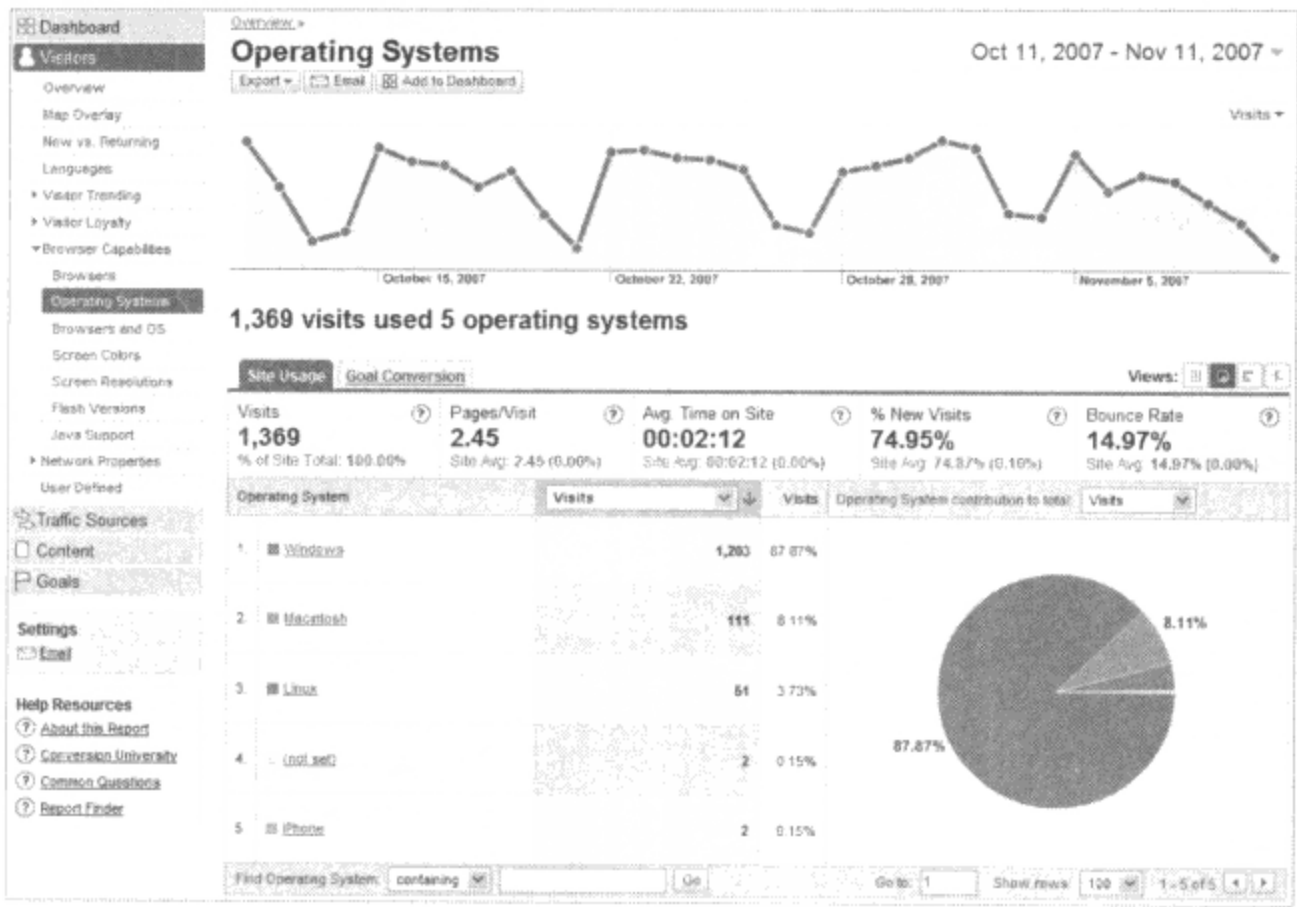 Dashboard
Visitors
Overview
Map Overlay
New vs. Returning
Languages
Visitor Trending
Visitor Loyalty
Browser Capabilities
Browsers
Operating Systems
Browsers and OS
Screen Colors
Screen Resolutions
Flash Versions
Java Support
Network Properties
User Defined
Traffic Sources
Content
Goals
Settings
Email
Help Resources
About this Report
Conversion University
Common Questions
Report Finder
Overview »
Operating Systems
Oct 11, 2007 - Nov 11, 2007
Export Email Add to Dashboard
Visits
October 15, 2007 October 22, 2007 October 29, 2007 November 5, 2007
1,369 visits used 5 operating systems
Site Usage Goal Conversion Views:
Visits Pages/Visit Avg. Time on Site % New Visits Bounce Rate
1,369 2.45 00:02:12 74.95% 14.97%
% of Site Total: 100.00% Site Avg: 2.45 (0.00%) Site Avg: 00:02:12 (0.00%) Site Avg: 74.87% (0.10%) Site Avg: 14.97% (0.00%)
Operating System Visits Visits Operating System contribution to total: Visits
1. Windows 1,203 87.87%
2. Macintosh 111 8.11%
3. Linux 51 3.73%
4. (not set) 2 0.15%
5. iPhone 2 0.15%
8.11%
87.87%
Find Operating System: containing Go Go to: 1 Show rows: 100 1 - 5 of 5